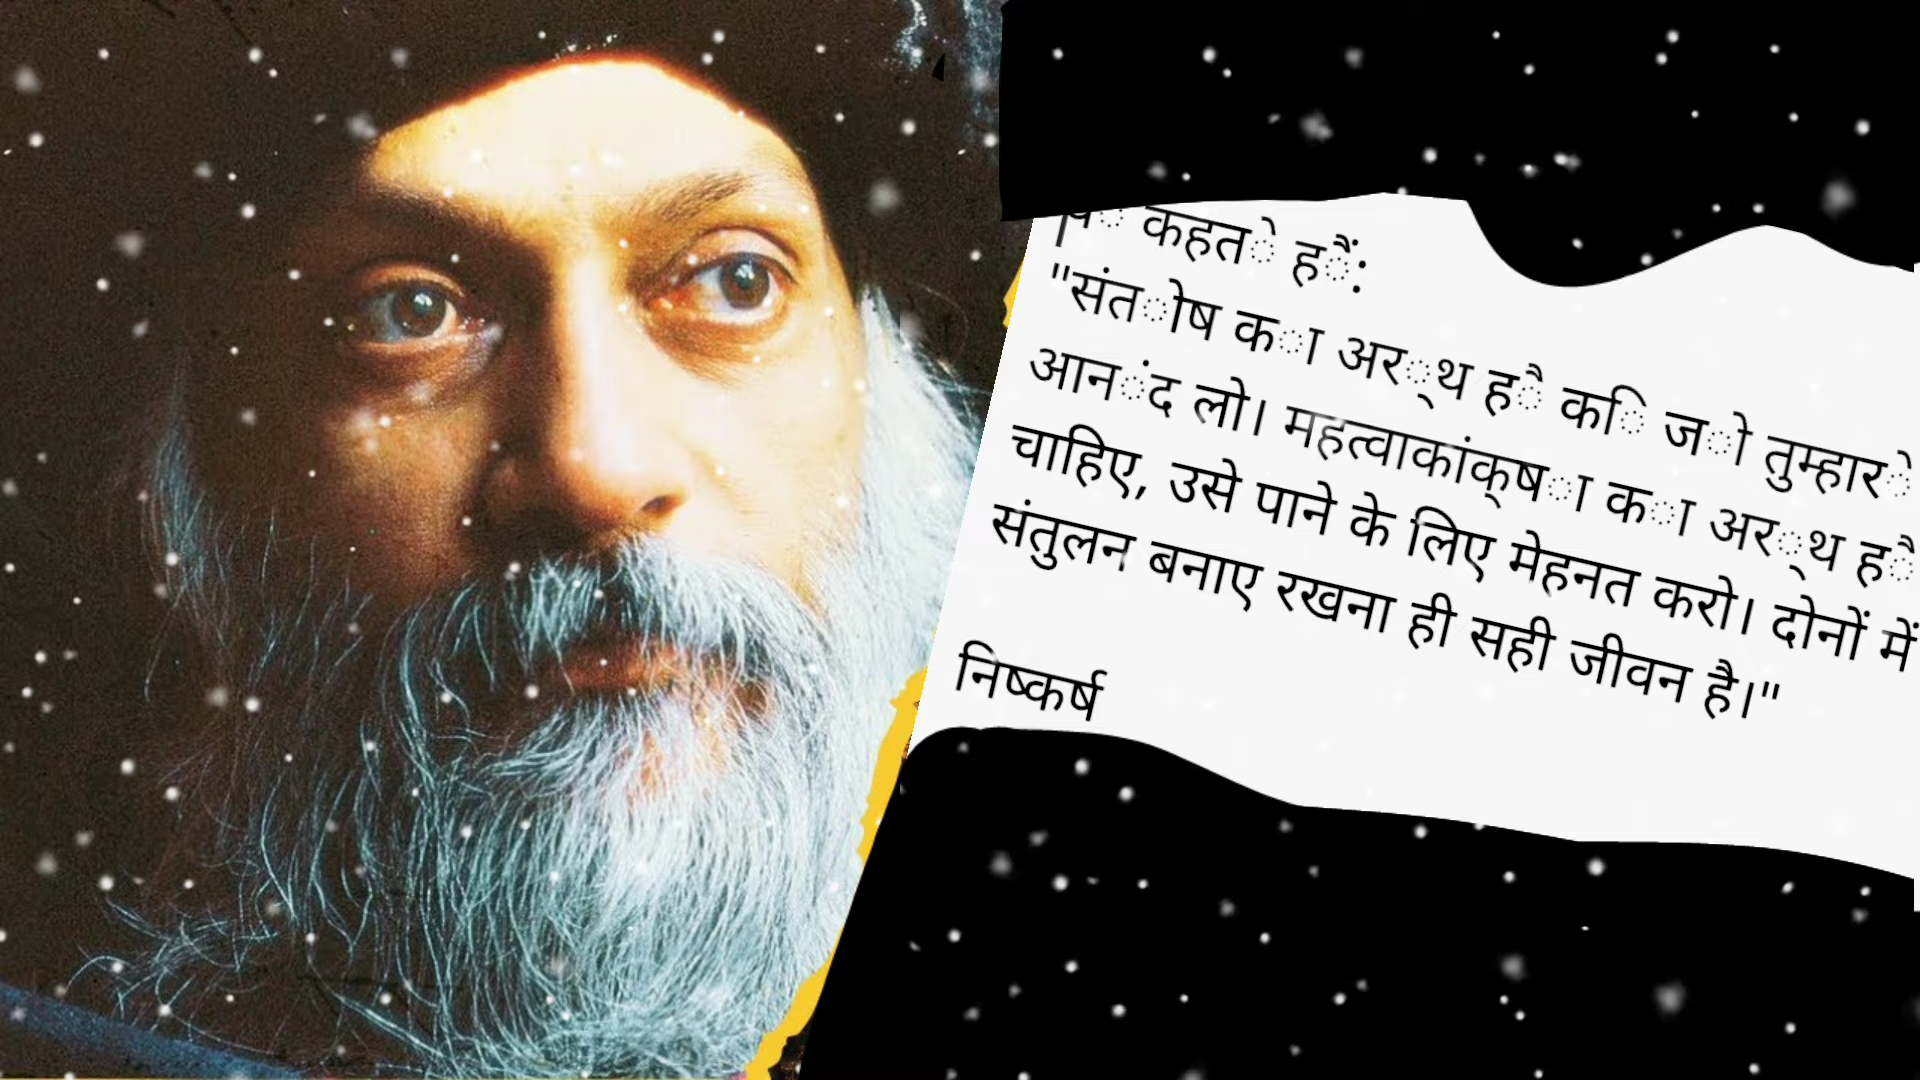 कहते हैं:
"संतोष का अर्थ है कि जो तुम्हारे
आनंद लो। महत्वाकांक्षा का अर्थ है
चाहिए, उसे पाने के लिए मेहनत करो। दोनों में
संतुलन बनाए रखना ही सही जीवन है।"
निष्कर्ष